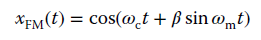 x_FM(t) = cos(ω_c t + β sin ω_m t)